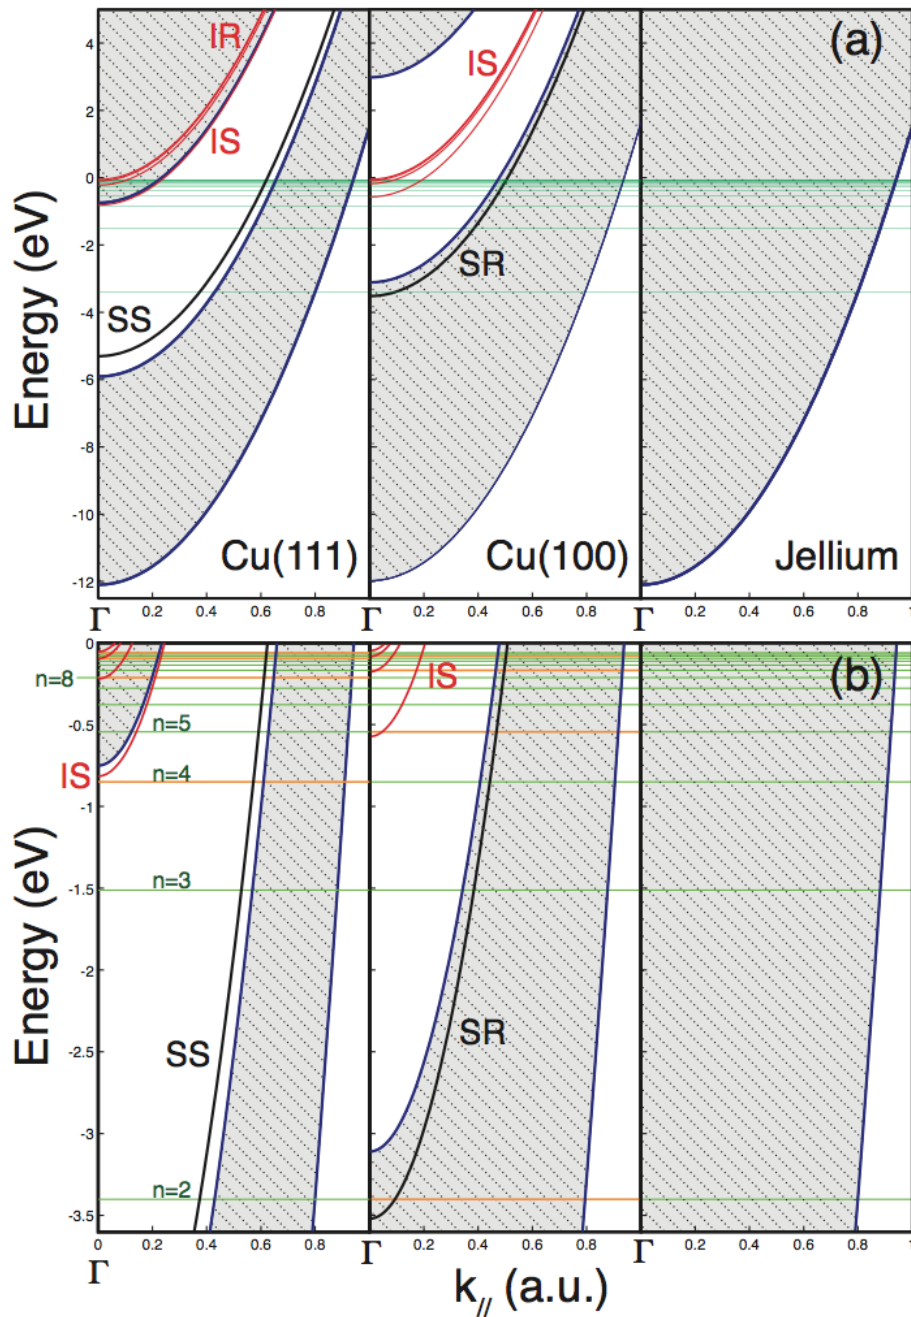 IR
IS
IS
(a)
4
2
0
-2
-4
-6
-8
-10
-12
Energy (eV)
SS
SR
Cu(111)
Cu(100)
Jellium
Γ 0.2 0.4 0.6 0.8 Γ 0.2 0.4 0.6 0.8 Γ 0.2 0.4 0.6 0.8 1
0
-0.5
-1
-1.5
-2
-2.5
-3
-3.5
Energy (eV)
IS
(b)
n=8
n=5
IS
n=4
n=3
SR
SS
n=2
0 0.2 0.4 0.6 0.8 0.2 0.4 0.6 0.8 0.2 0.4 0.6 0.8 1
Γ Γ Γ
k// (a.u.)